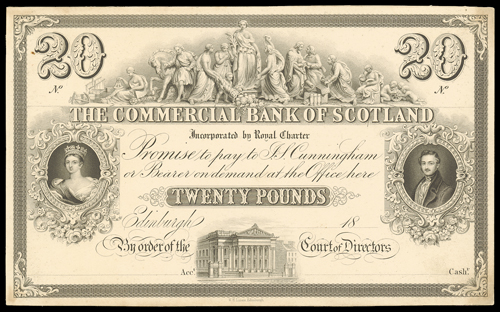 20 20
No. No.
THE COMMERCIAL BANK OF SCOTLAND
Incorporated by Royal Charter
Promise to pay to I.S. Cunningham
or Bearer on demand at the Office here
TWENTY POUNDS
Edinburgh 18
By order of the Court of Directors
Acct. Cashr.